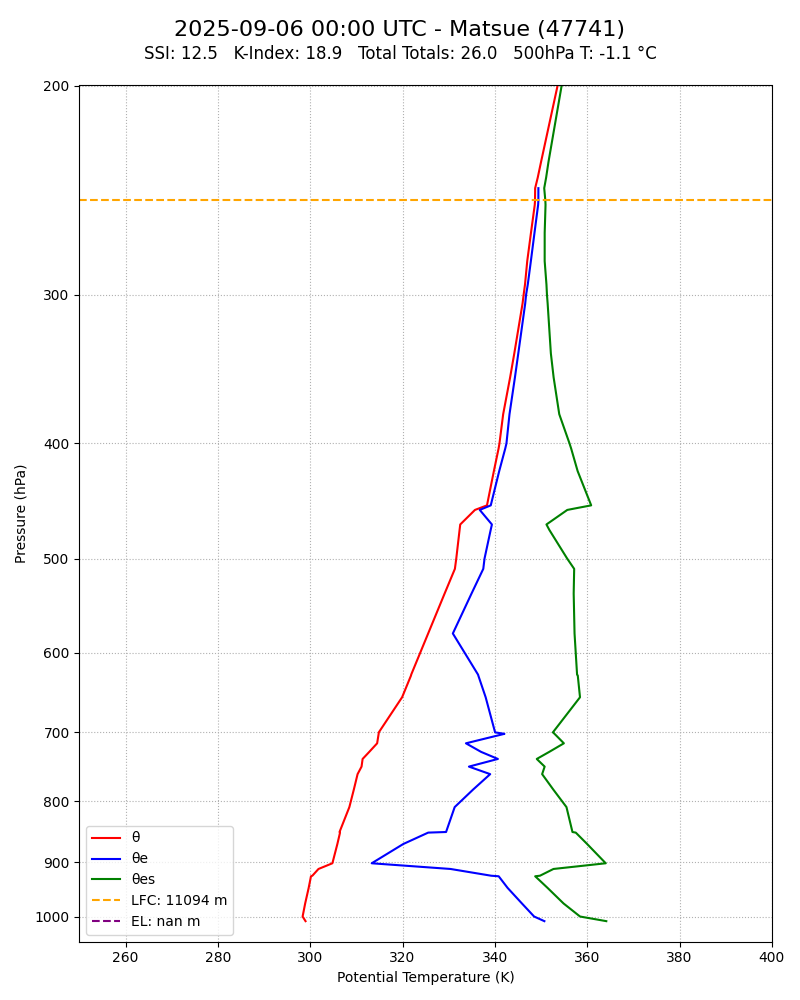 2025-09-06 00:00 UTC - Matsue (47741)
SSI: 12.5   K-Index: 18.9   Total Totals: 26.0   500hPa T: -1.1 °C
200
300
400
500
600
700
800
900
1000
Pressure (hPa)
θ
θe
θes
LFC: 11094 m
EL: nan m
260
280
300
320
340
360
380
400
Potential Temperature (K)